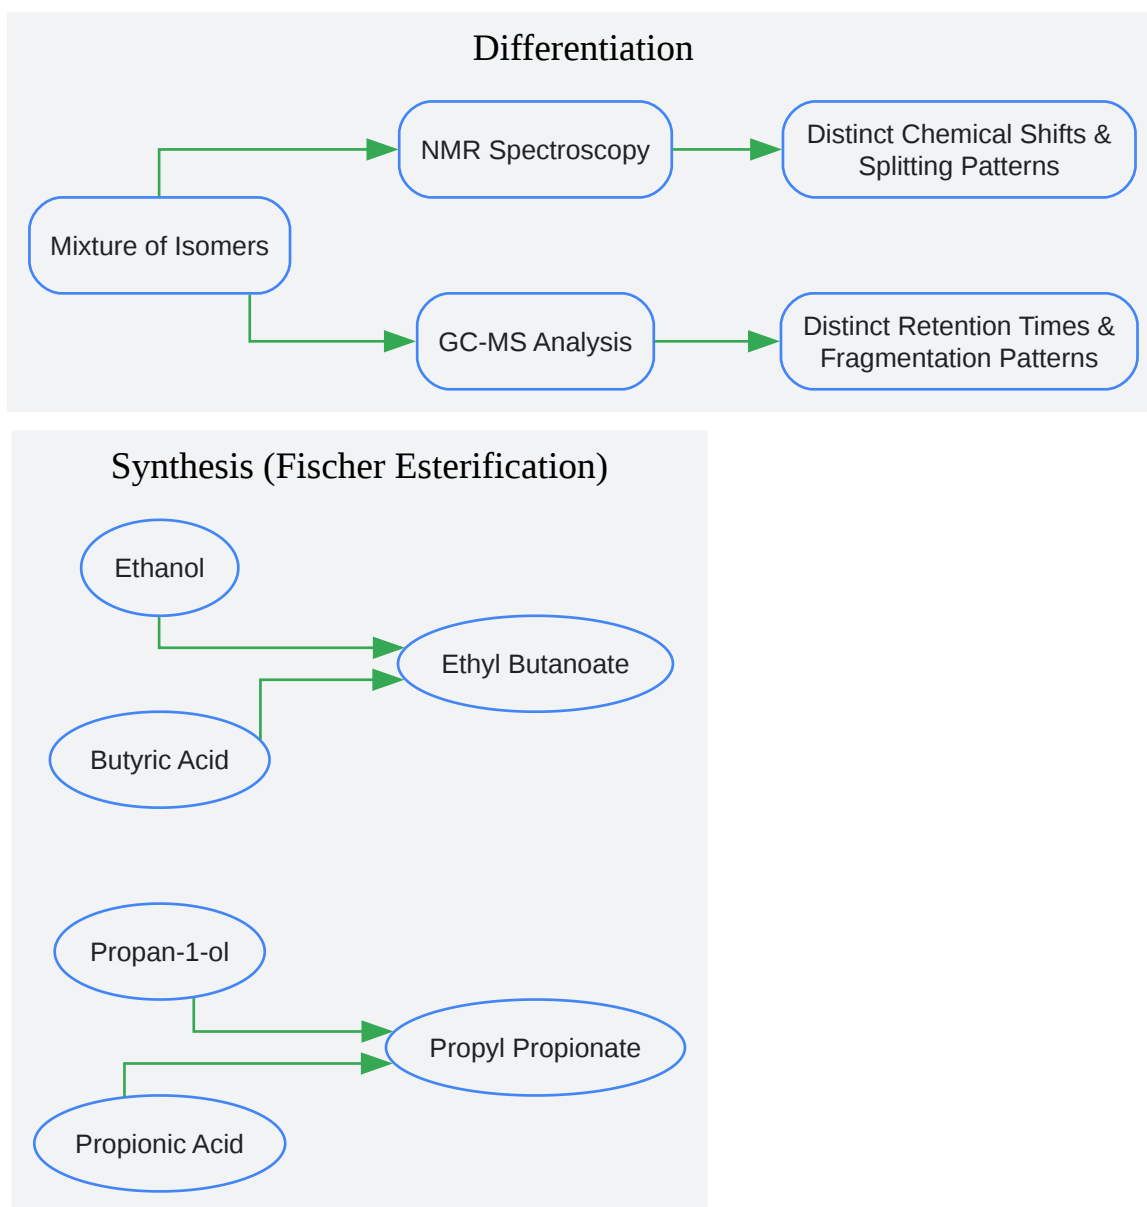 Differentiation
NMR Spectroscopy
Distinct Chemical Shifts &
Splitting Patterns
Mixture of Isomers
GC-MS Analysis
Distinct Retention Times &
Fragmentation Patterns
Synthesis (Fischer Esterification)
Ethanol
Ethyl Butanoate
Butyric Acid
Propan-1-ol
Propyl Propionate
Propionic Acid